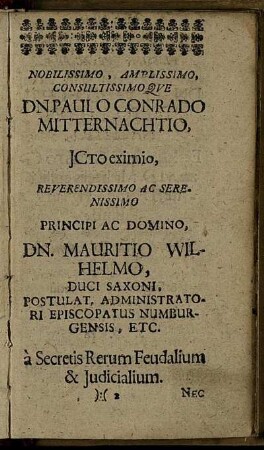 NOBILISSIMO, AMPLISSIMO,
CONSULTISSIMOQVE
DN. PAULO CONRADO
MITTERNACHTIO,
JCTO eximio,
REVERENDISSIMO AC SERE-
NISSIMO
PRINCIPI AC DOMINO,
DN. MAURITIO WIL-
HELMO,
DUCI SAXONI,
POSTULAT, ADMINISTRATO-
RI EPISCOPATUS NUMBUR-
GENSIS, ETC.
à Secretis Rerum Feudalium
& Judicialium.
):( 2 NEC